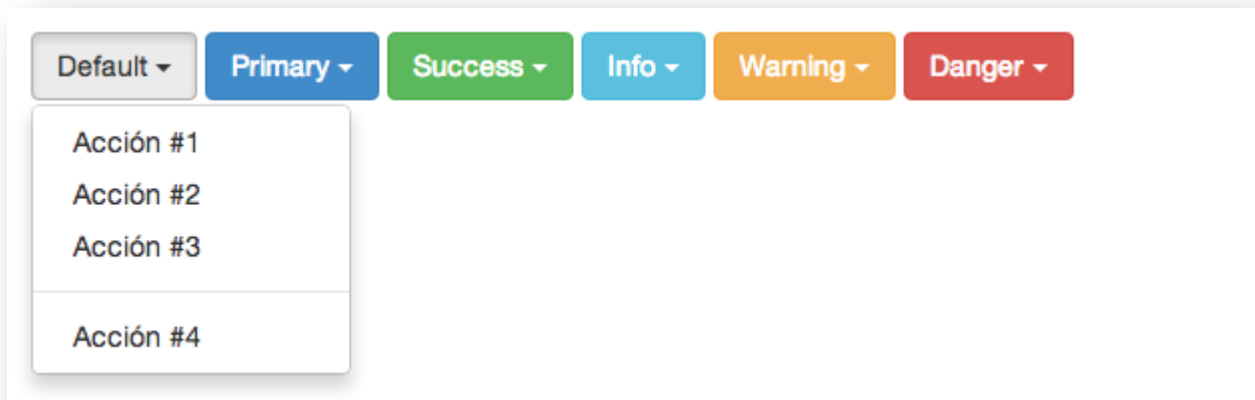 Default Primary Success Info Warning Danger
Acción #1
Acción #2
Acción #3
Acción #4